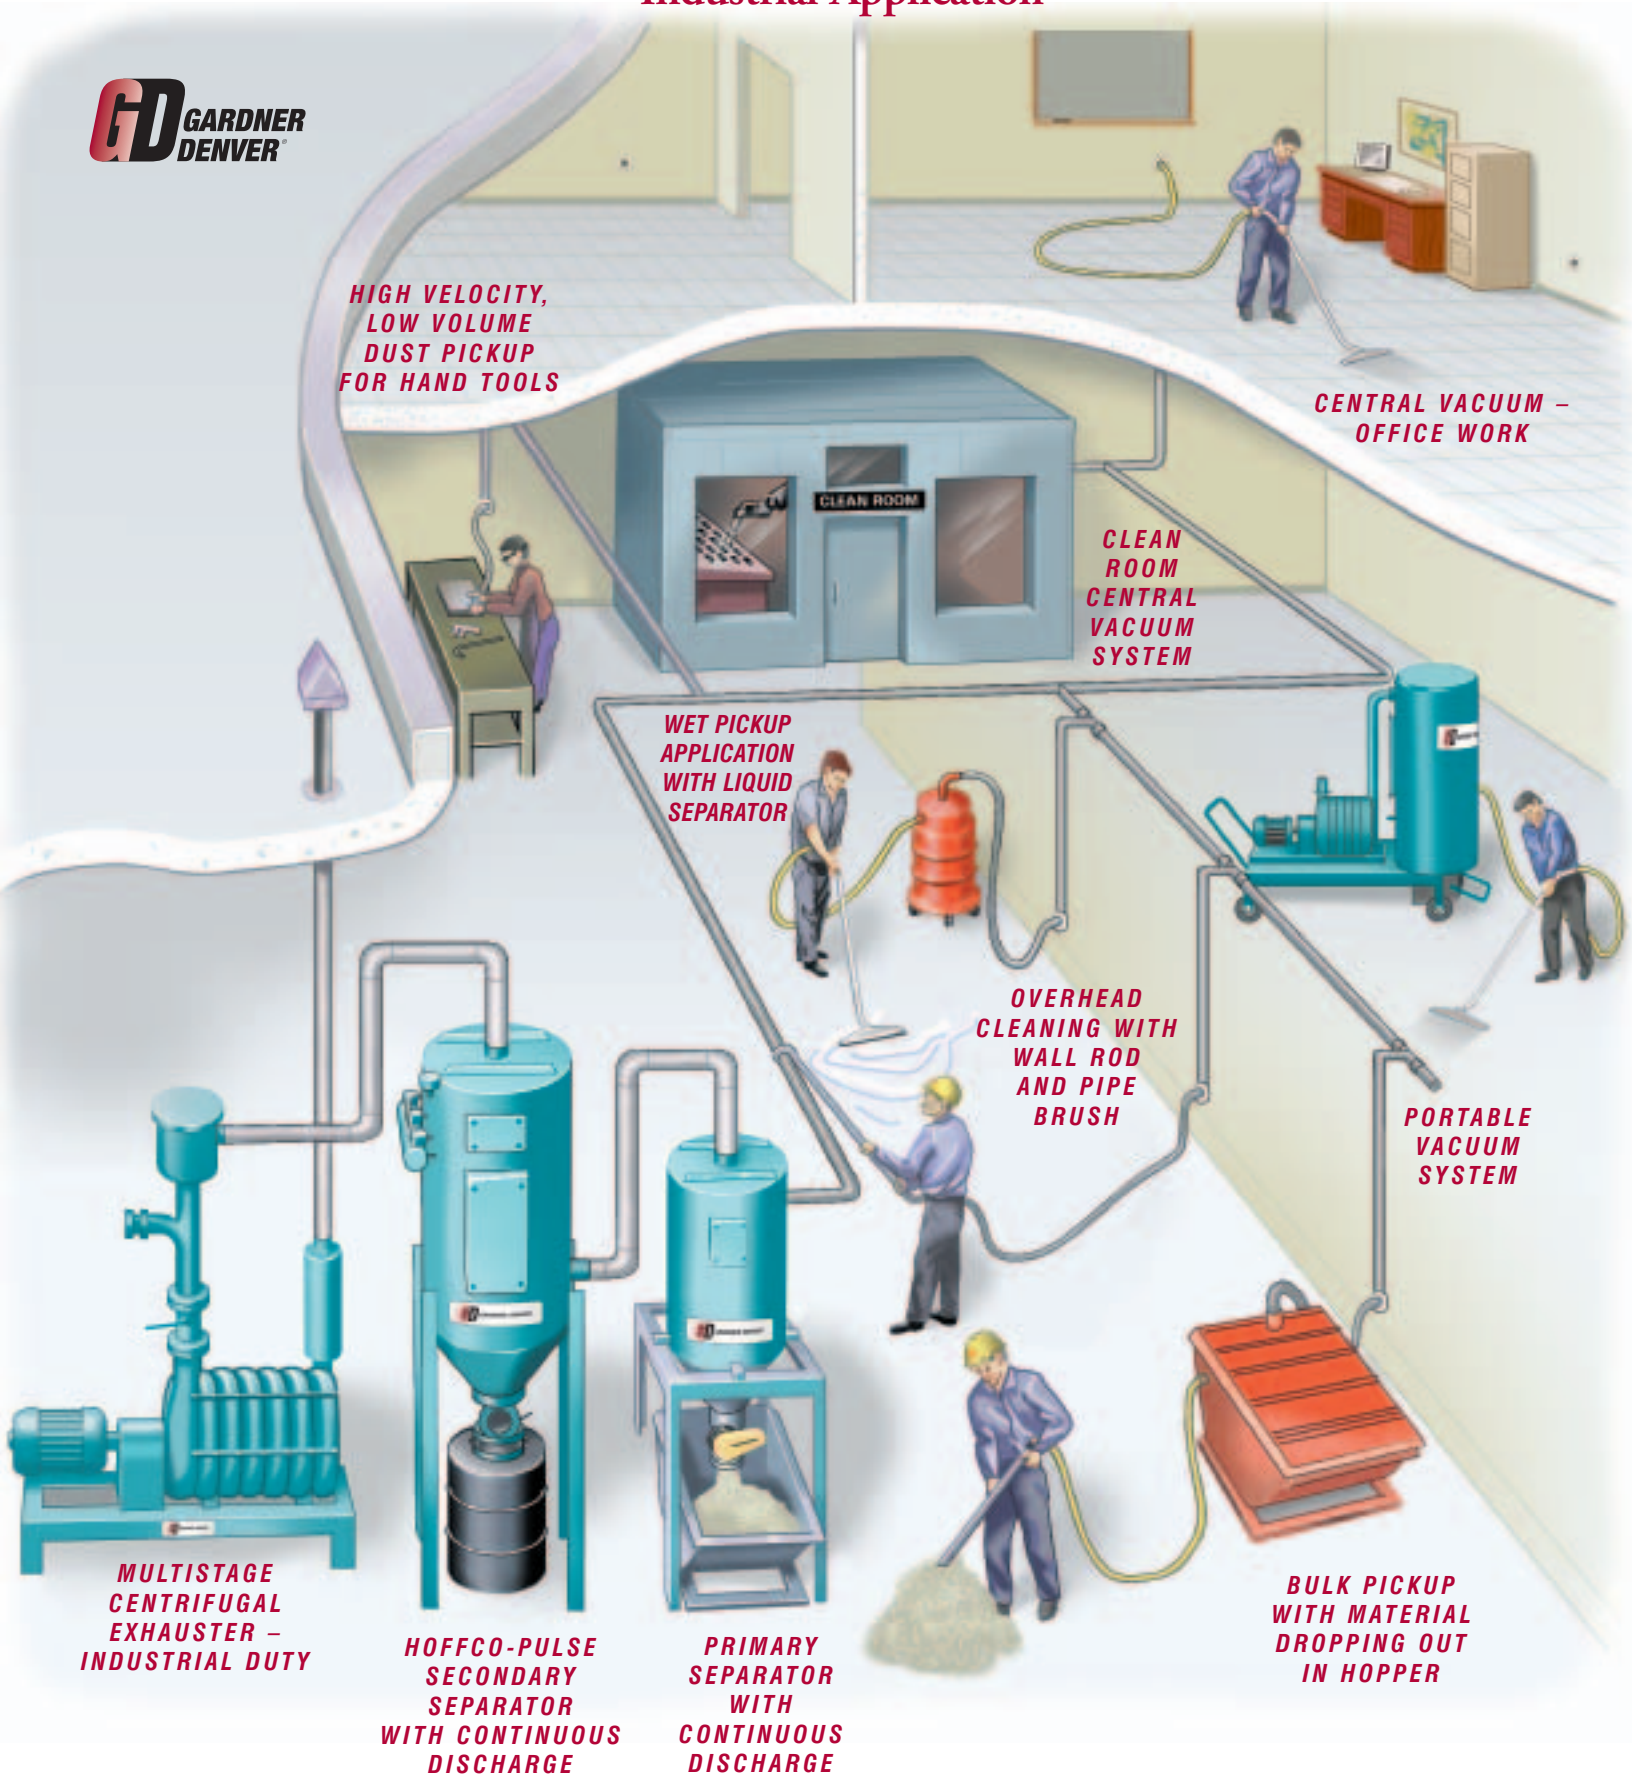 Industrial Application
GD GARDNER
DENVER®
HIGH VELOCITY,
LOW VOLUME
DUST PICKUP
FOR HAND TOOLS
CENTRAL VACUUM –
OFFICE WORK
CLEAN ROOM
CLEAN
ROOM
CENTRAL
VACUUM
SYSTEM
WET PICKUP
APPLICATION
WITH LIQUID
SEPARATOR
OVERHEAD
CLEANING WITH
WALL ROD
AND PIPE
BRUSH
PORTABLE
VACUUM
SYSTEM
MULTISTAGE
CENTRIFUGAL
EXHAUSTER –
INDUSTRIAL DUTY
HOFFCO-PULSE
SECONDARY
SEPARATOR
WITH CONTINUOUS
DISCHARGE
PRIMARY
SEPARATOR
WITH
CONTINUOUS
DISCHARGE
BULK PICKUP
WITH MATERIAL
DROPPING OUT
IN HOPPER